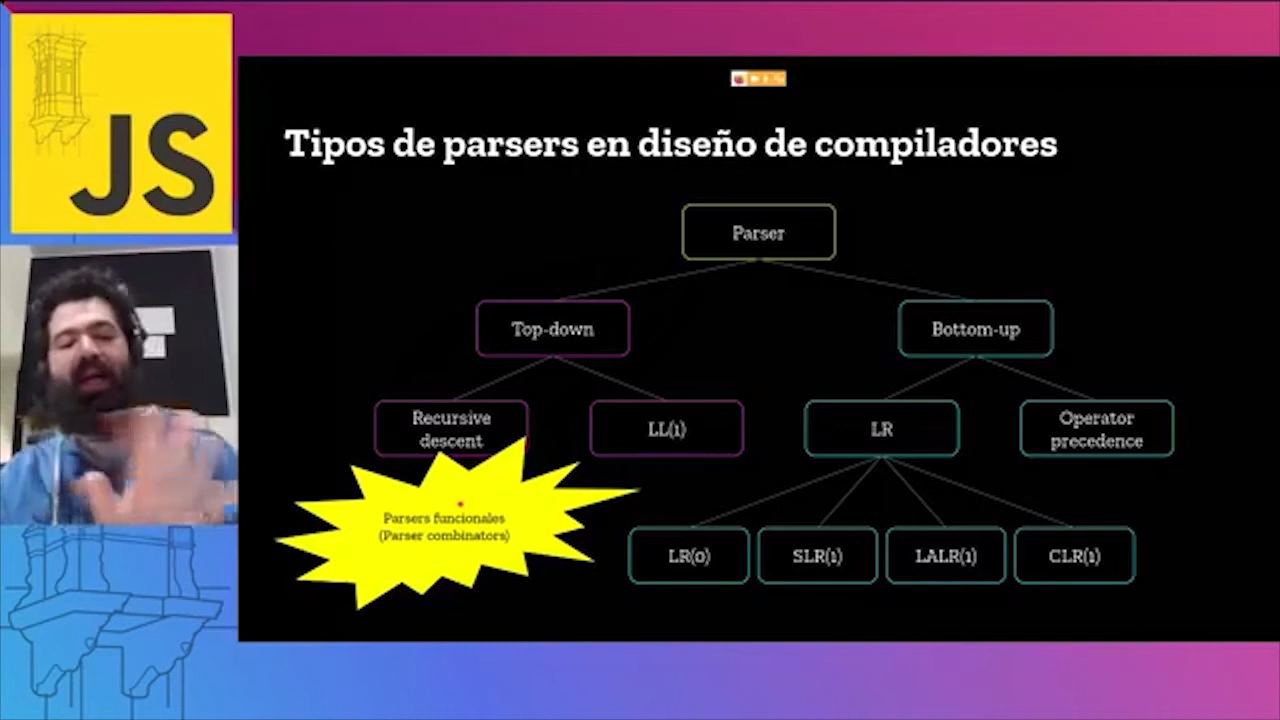 JS
Tipos de parsers en diseño de compiladores
Parser
Top-down
Bottom-up
Recursive
descent
LL(1)
LR
Operator
precedence
Parsers funcionales
(Parser combinators)
LR(0)
SLR(1)
LALR(1)
CLR(1)